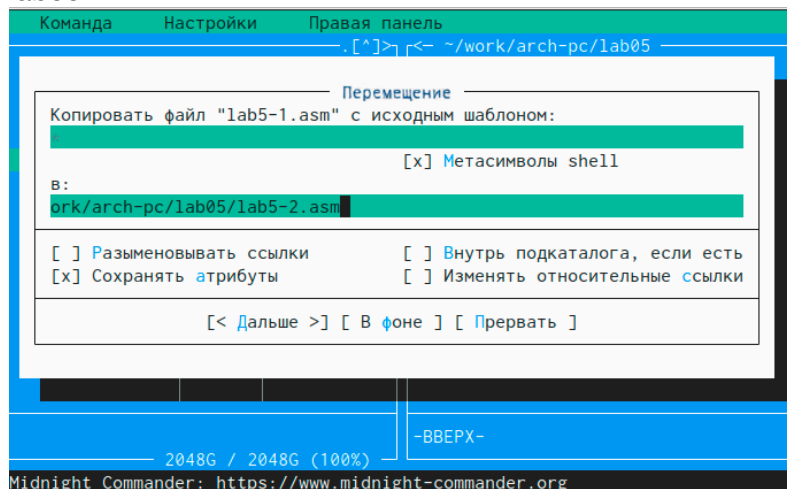 Команда Настройки Правая панель
.[^]> <— ~/work/arch-pc/lab05
Перемещение
Копировать файл "lab5-1.asm" с исходным шаблоном:
*
[x] Метасимволы shell
в:
ork/arch-pc/lab05/lab5-2.asm
[ ] Разыменовывать ссылки [ ] Внутрь подкаталога, если есть
[x] Сохранять атрибуты [ ] Изменять относительные ссылки
[< Дальше >] [ В фоне ] [ Прервать ]
-ВВЕРХ-
2048G / 2048G (100%)
Midnight Commander: https://www.midnight-commander.org